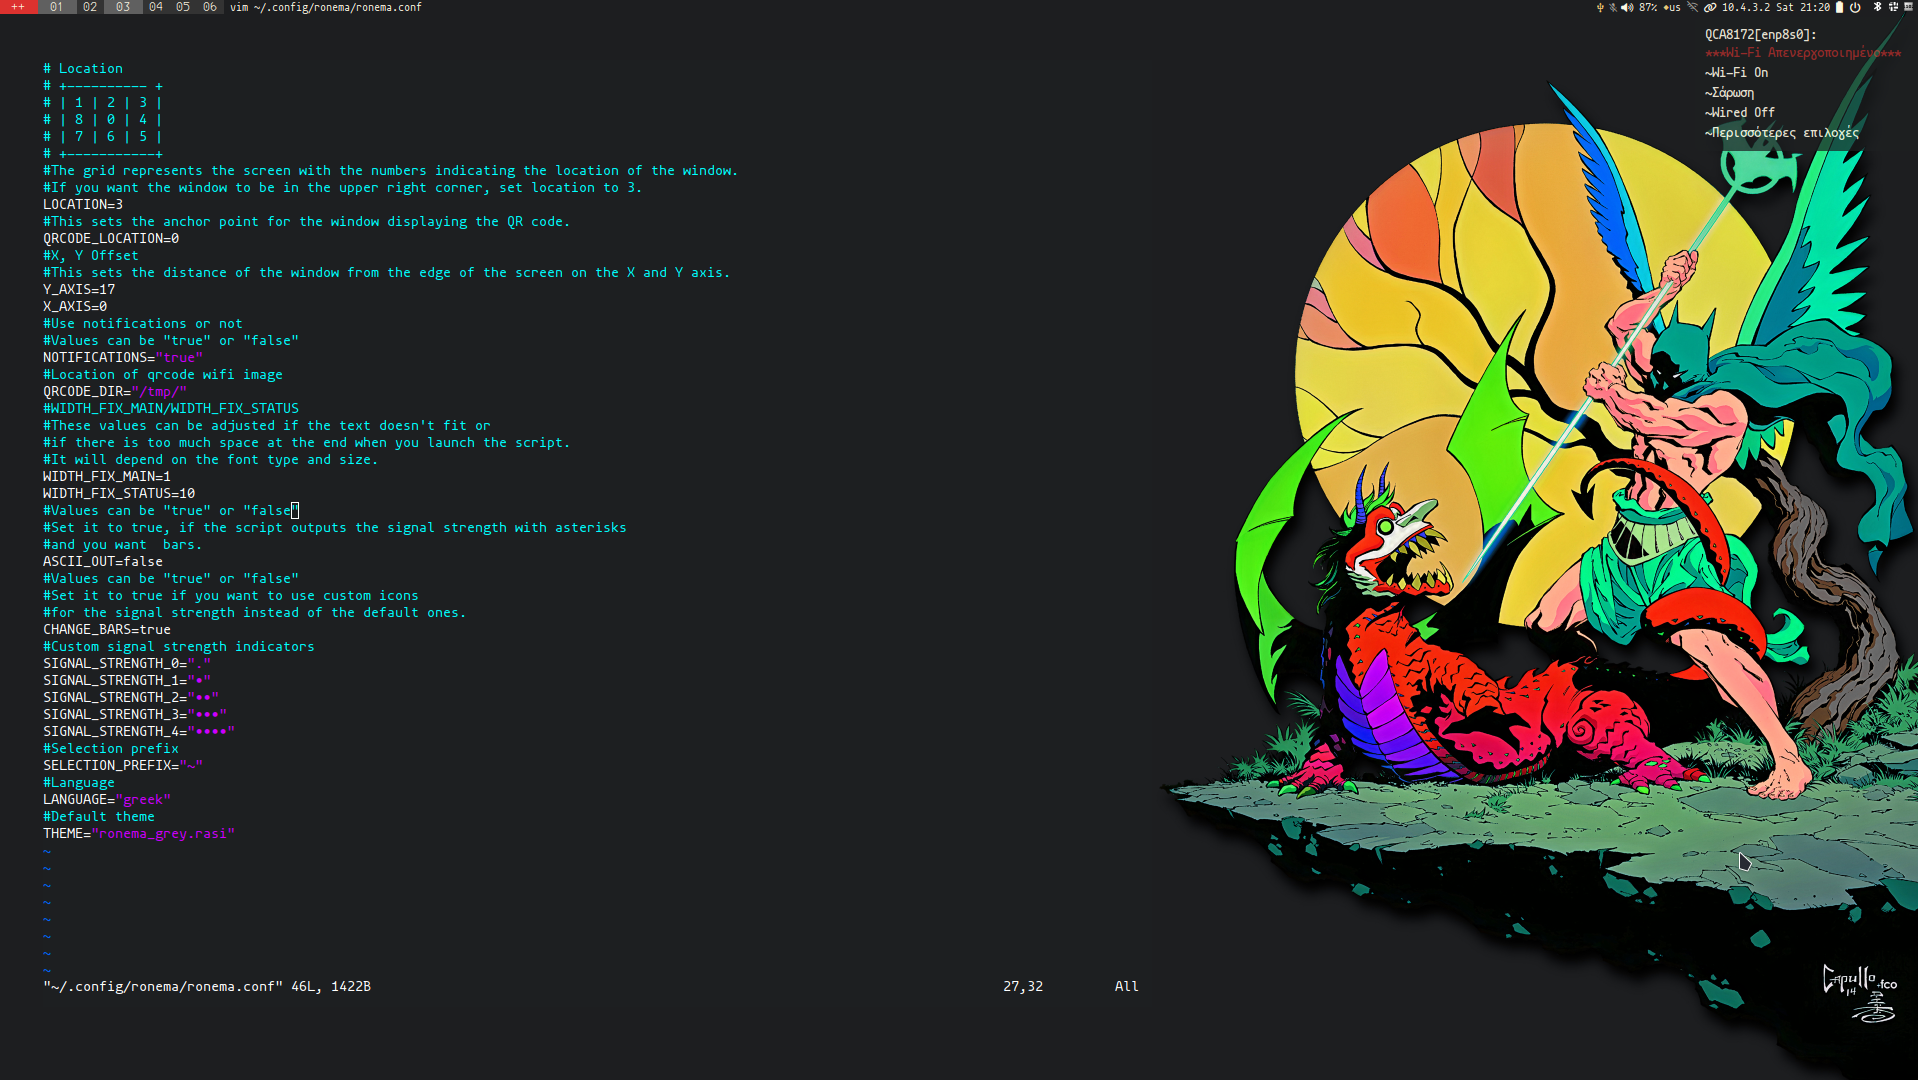 ++ 01 02 03 04 05 06 vim ~/.config/ronema/ronema.conf
87% us 10.4.3.2 Sat 21:20
QCA8172[enp8s0]:
***Wi-Fi Απενεργοποιημένο***
~Wi-Fi On
~Σάρωση
~Wired Off
~Περισσότερες επιλογές
# Location
# +---------- +
# | 1 | 2 | 3 |
# | 8 | 0 | 4 |
# | 7 | 6 | 5 |
# +-----------+
#The grid represents the screen with the numbers indicating the location of the window.
#If you want the window to be in the upper right corner, set location to 3.
LOCATION=3
#This sets the anchor point for the window displaying the QR code.
QRCODE_LOCATION=0
#X, Y Offset
#This sets the distance of the window from the edge of the screen on the X and Y axis.
Y_AXIS=17
X_AXIS=0
#Use notifications or not
#Values can be "true" or "false"
NOTIFICATIONS="true"
#Location of qrcode wifi image
QRCODE_DIR="/tmp/"
#WIDTH_FIX_MAIN/WIDTH_FIX_STATUS
#These values can be adjusted if the text doesn't fit or
#if there is too much space at the end when you launch the script.
#It will depend on the font type and size.
WIDTH_FIX_MAIN=1
WIDTH_FIX_STATUS=10
#Values can be "true" or "false"
#Set it to true, if the script outputs the signal strength with asterisks
#and you want  bars.
ASCII_OUT=false
#Values can be "true" or "false"
#Set it to true if you want to use custom icons
#for the signal strength instead of the default ones.
CHANGE_BARS=true
#Custom signal strength indicators
SIGNAL_STRENGTH_0="."
SIGNAL_STRENGTH_1="•"
SIGNAL_STRENGTH_2="••"
SIGNAL_STRENGTH_3="•••"
SIGNAL_STRENGTH_4="••••"
#Selection prefix
SELECTION_PREFIX="~"
#Language
LANGUAGE="greek"
#Default theme
THEME="ronema_grey.rasi"
~
~
~
~
~
~
~
~
"~/.config/ronema/ronema.conf" 46L, 1422B 27,32 All
Capullo +fco
14